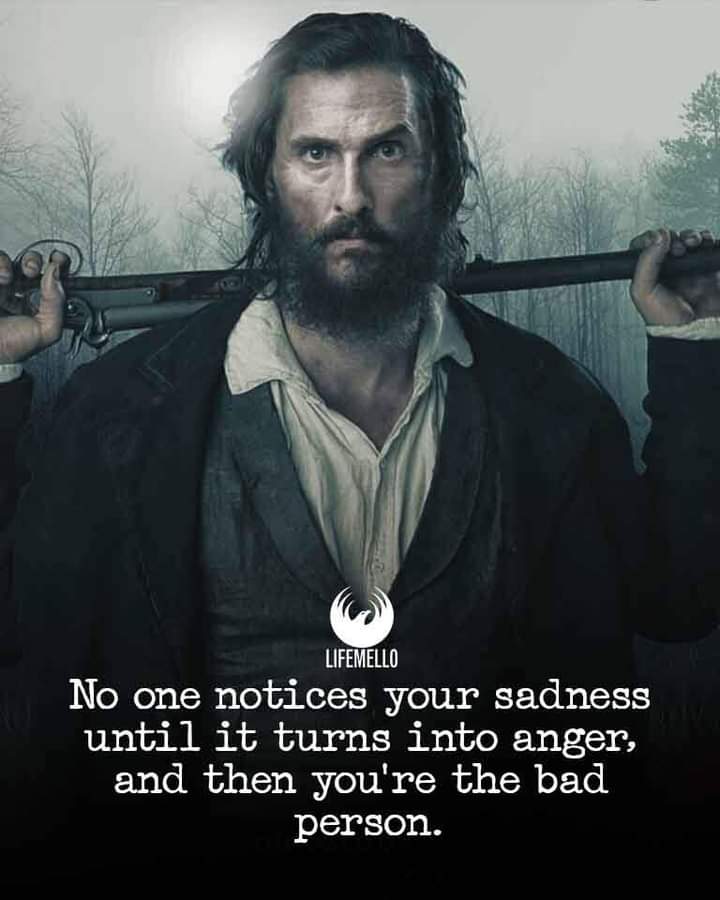 LIFEMELLO
No one notices your sadness
until it turns into anger,
and then you're the bad
person.